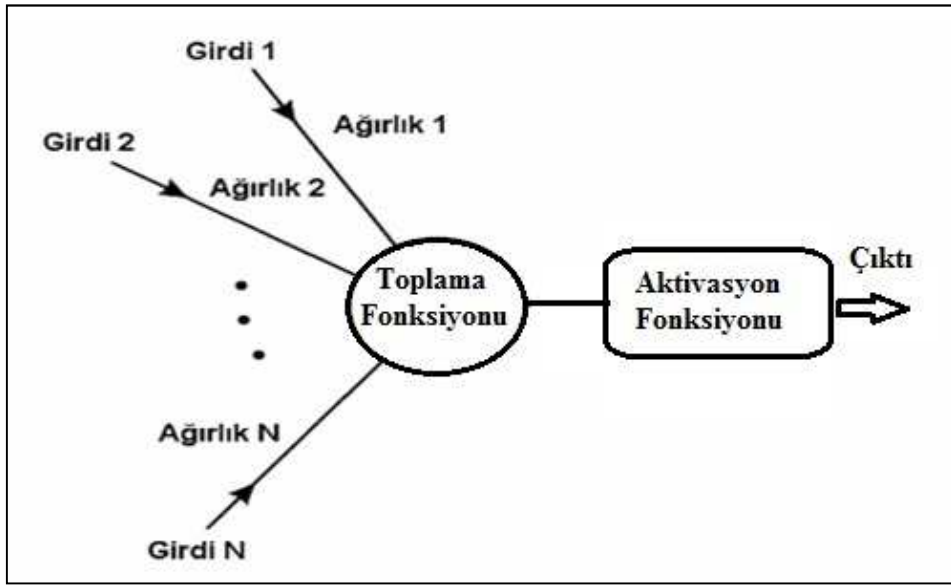 Girdi 1
Ağırlık 1
Girdi 2
Ağırlık 2
Toplama
Fonksiyonu
Aktivasyon
Fonksiyonu
Çıktı
Ağırlık N
Girdi N